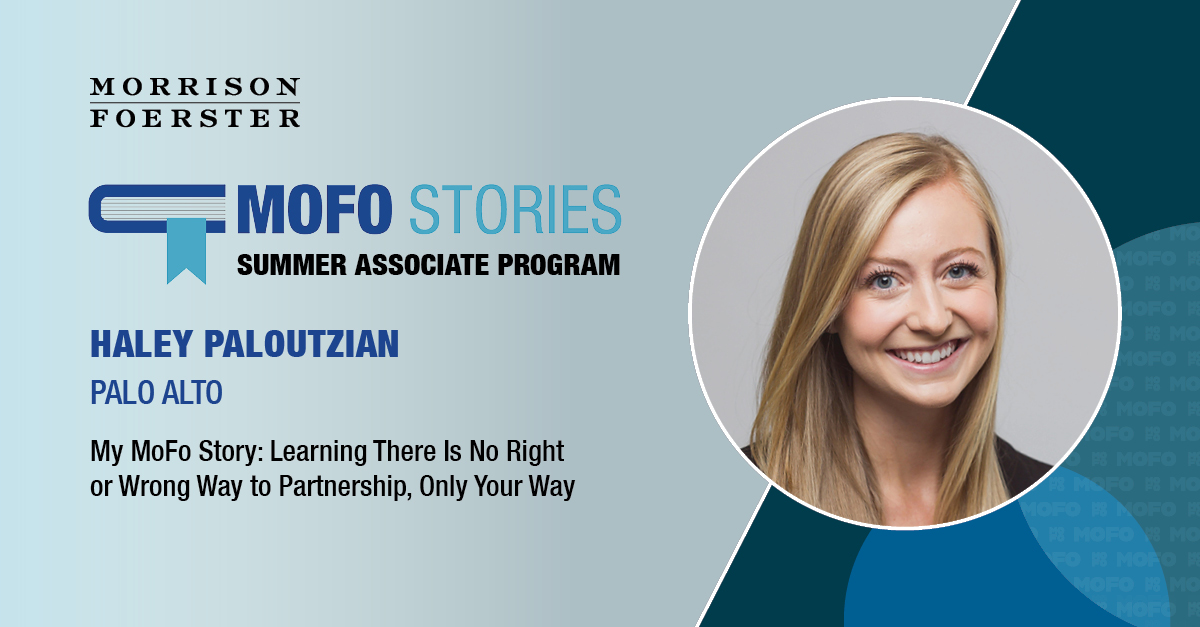 MORRISON
FOERSTER
MOFO STORIES
SUMMER ASSOCIATE PROGRAM
HALEY PALOUTZIAN
PALO ALTO
My MoFo Story: Learning There Is No Right
or Wrong Way to Partnership, Only Your Way